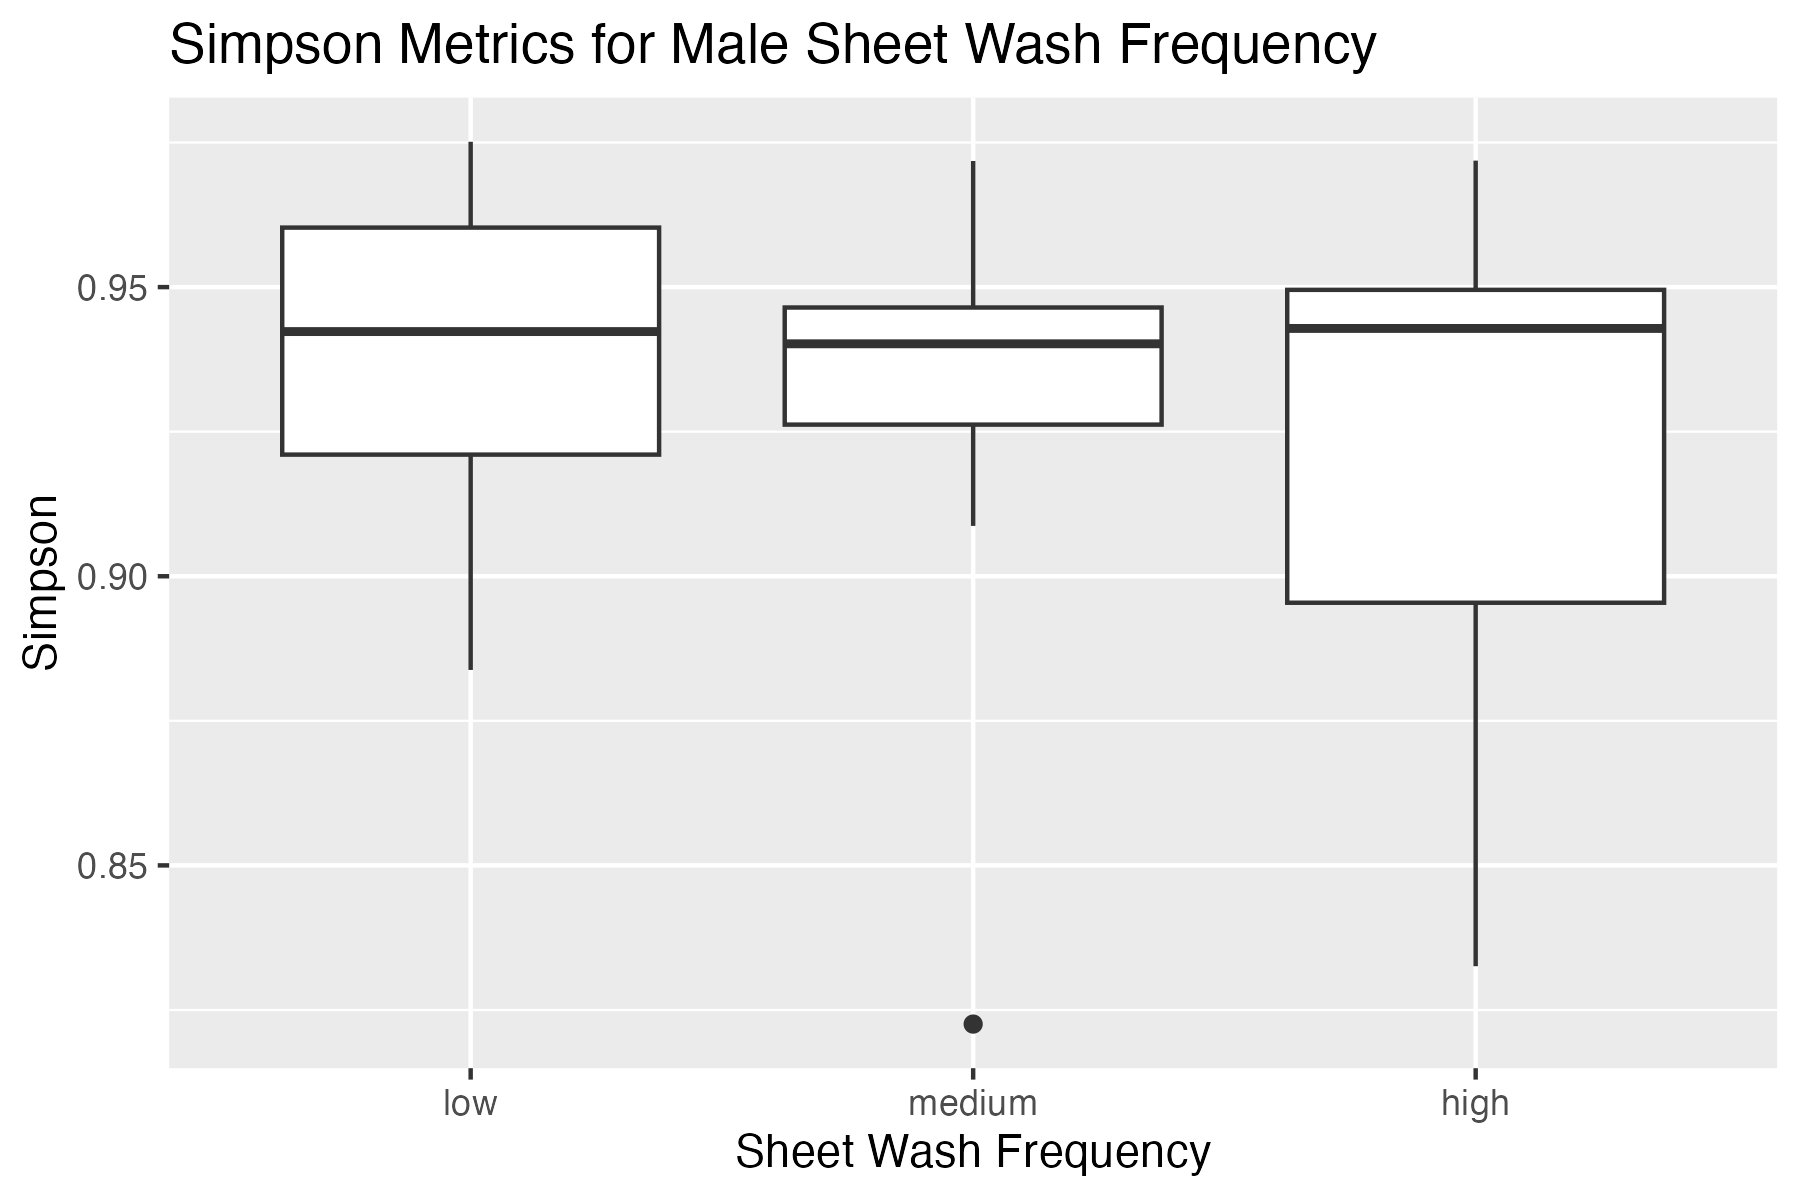 Simpson Metrics for Male Sheet Wash Frequency
Simpson
0.95
0.90
0.85
low medium high
Sheet Wash Frequency